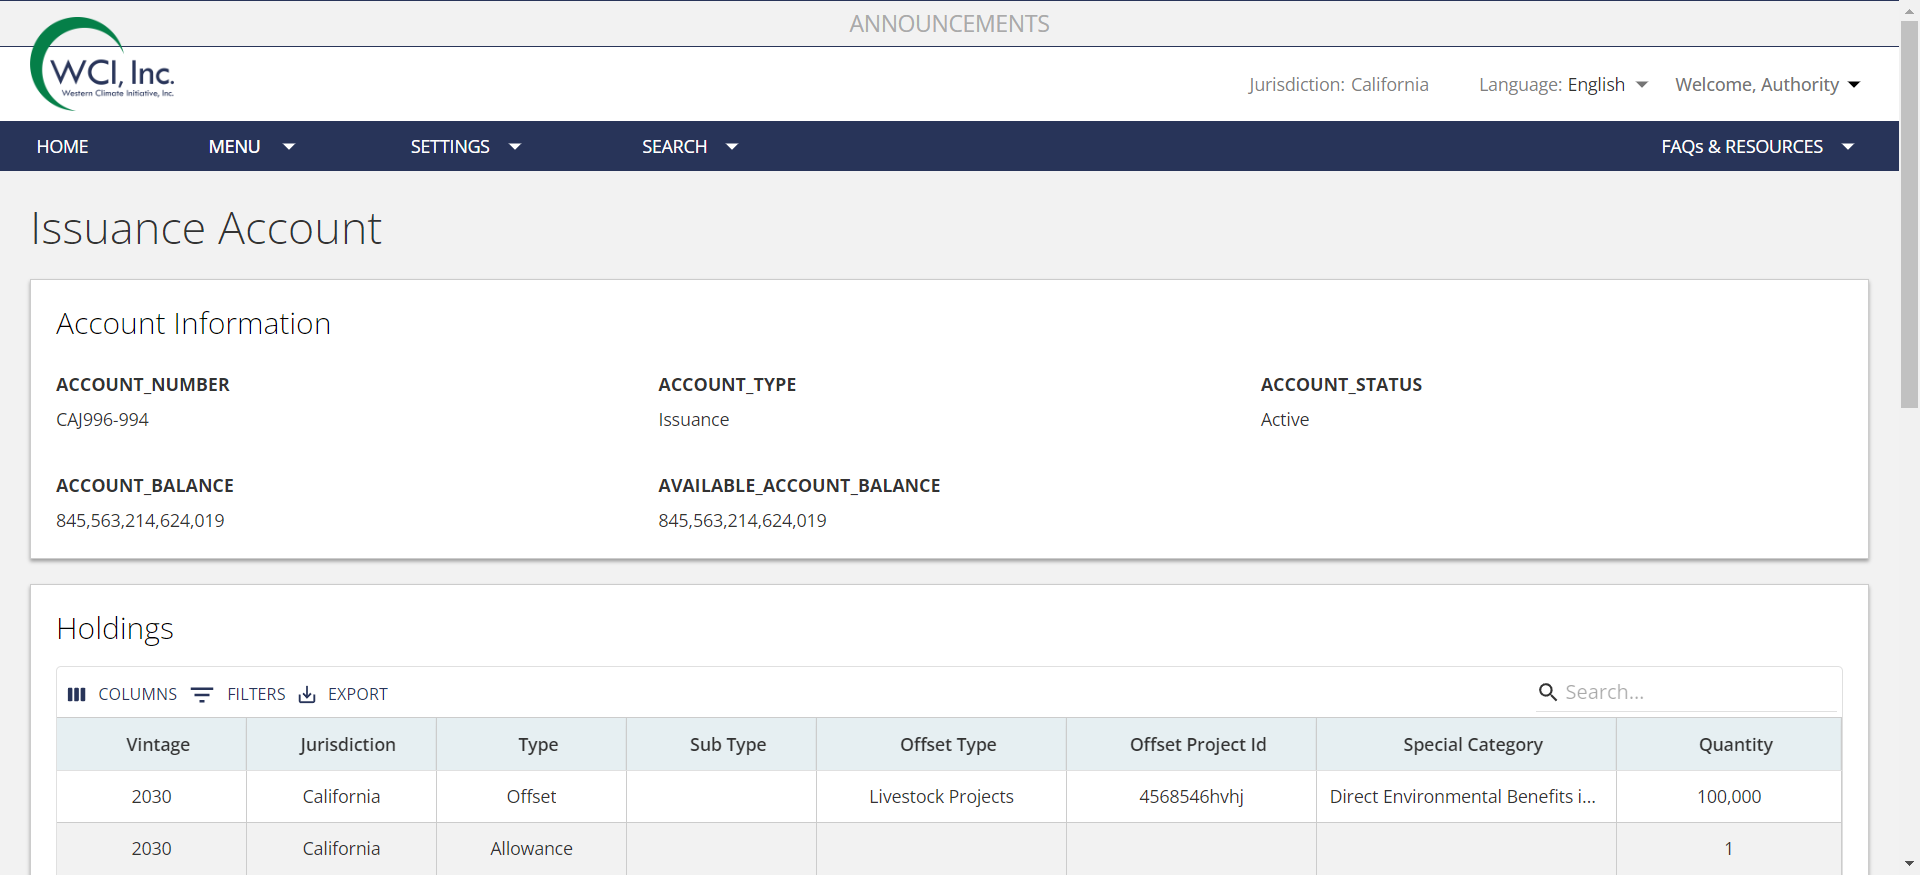 ANNOUNCEMENTS
WCI, Inc.
Western Climate Initiative, Inc.
Jurisdiction: California Language: English Welcome, Authority
HOME MENU SETTINGS SEARCH FAQs & RESOURCES
Issuance Account
Account Information
ACCOUNT_NUMBER ACCOUNT_TYPE ACCOUNT_STATUS
CAJ996-994 Issuance Active
ACCOUNT_BALANCE AVAILABLE_ACCOUNT_BALANCE
845,563,214,624,019 845,563,214,624,019
Holdings
COLUMNS FILTERS EXPORT Search...
Vintage Jurisdiction Type Sub Type Offset Type Offset Project Id Special Category Quantity
2030 California Offset Livestock Projects 4568546hvhj Direct Environmental Benefits i... 100,000
2030 California Allowance 1